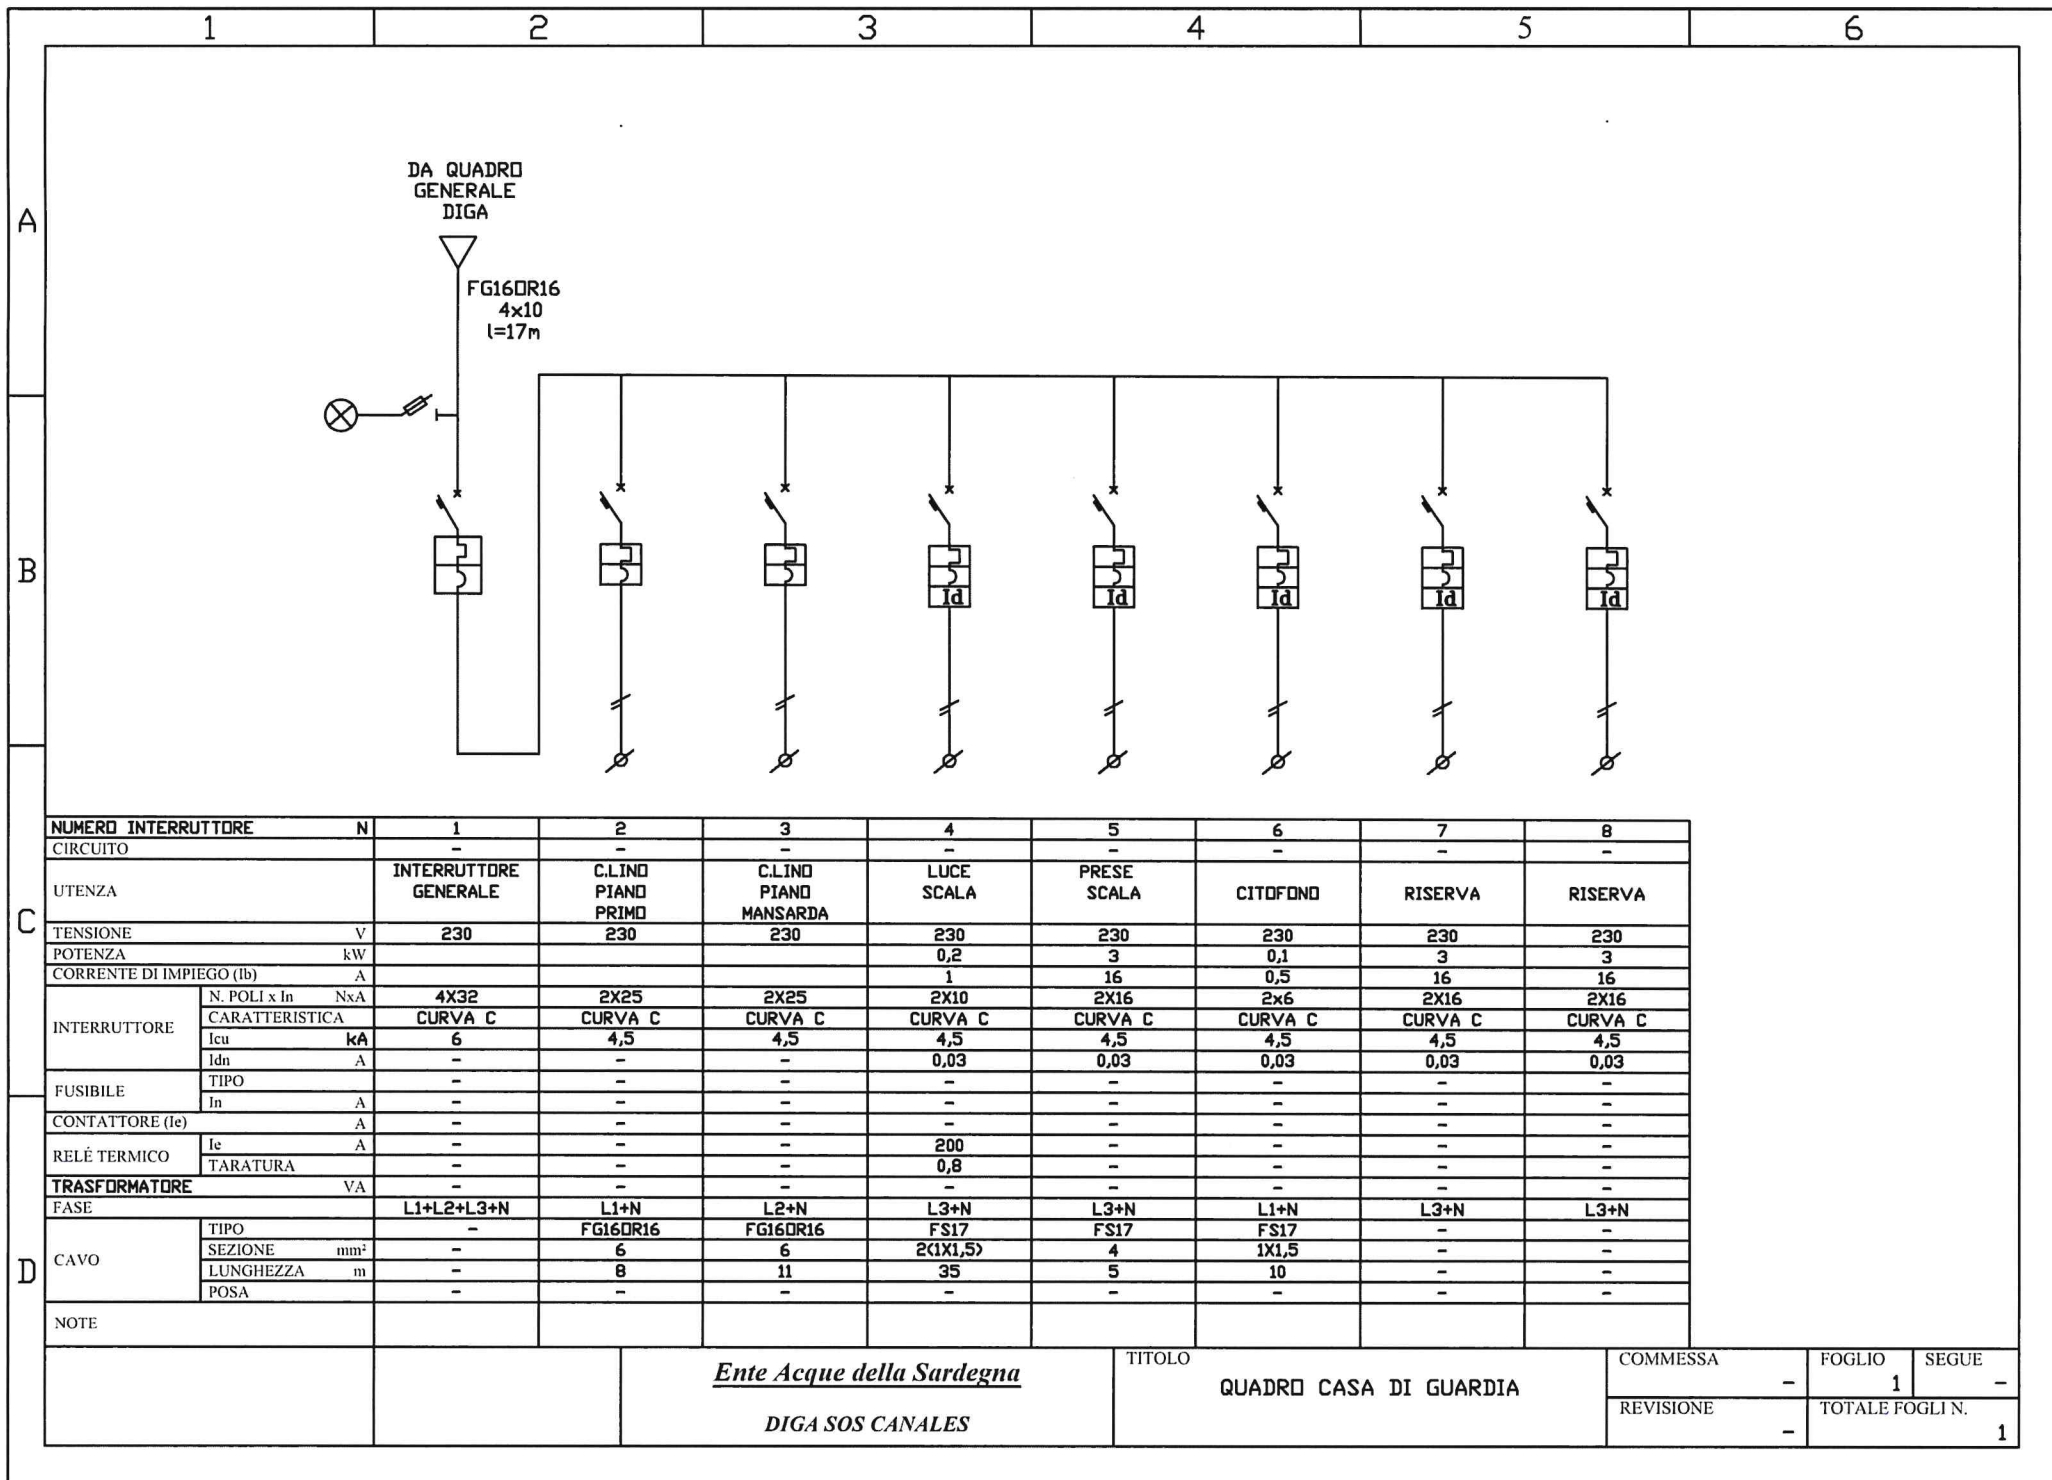 1 2 3 4 5 6
A
B
C
D
DA QUADRO
GENERALE
DIGA
FG16OR16
4x10
l=17m
Id Id Id Id Id
NUMERO INTERRUTTORE N 1 2 3 4 5 6 7 8
CIRCUITO - - - - - - - -
UTENZA INTERRUTTORE GENERALE C.LINO PIANO PRIMO C.LINO PIANO MANSARDA LUCE SCALA PRESE SCALA CITOFONO RISERVA RISERVA
TENSIONE V 230 230 230 230 230 230 230 230
POTENZA kW 0,2 3 0,1 3 3
CORRENTE DI IMPIEGO (Ib) A 1 16 0,5 16 16
INTERRUTTORE
N. POLI x In NxA 4X32 2X25 2X25 2X10 2X16 2x6 2X16 2X16
CARATTERISTICA CURVA C CURVA C CURVA C CURVA C CURVA C CURVA C CURVA C CURVA C
Icu kA 6 4,5 4,5 4,5 4,5 4,5 4,5 4,5
Idn A - - - 0,03 0,03 0,03 0,03 0,03
FUSIBILE
TIPO - - - - - - - -
In A - - - - - - - -
CONTATTORE (Ie) A - - - - - - - -
RELÉ TERMICO
Ie A - - - 200 - - - -
TARATURA - - - 0,8 - - - -
TRASFORMATORE VA - - - - - - - -
FASE L1+L2+L3+N L1+N L2+N L3+N L3+N L1+N L3+N L3+N
CAVO
TIPO - FG16OR16 FG16OR16 FS17 FS17 FS17 - -
SEZIONE mm² - 6 6 2(1X1,5) 4 1X1,5 - -
LUNGHEZZA m - 8 11 35 5 10 - -
POSA - - - - - - - -
NOTE
Ente Acque della Sardegna
DIGA SOS CANALES
TITOLO
QUADRO CASA DI GUARDIA
COMMESSA -
FOGLIO 1
SEGUE -
REVISIONE -
TOTALE FOGLI N. 1